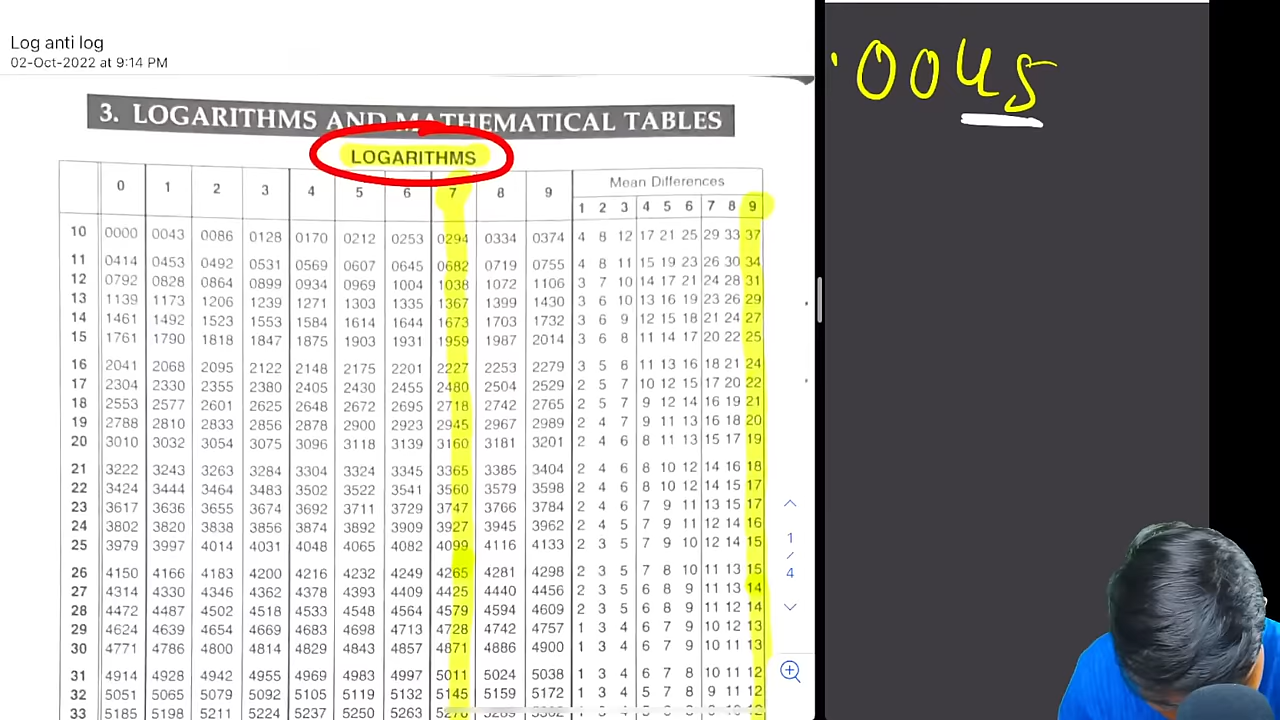 Log anti log
02-Oct-2022 at 9:14 PM
.0045
3. LOGARITHMS AND MATHEMATICAL TABLES
LOGARITHMS
0 1 2 3 4 5 6 7 8 9 Mean Differences
1 2 3 4 5 6 7 8 9
10 0000 0043 0086 0128 0170 0212 0253 0294 0334 0374 4 8 12 17 21 25 29 33 37
11 0414 0453 0492 0531 0569 0607 0645 0682 0719 0755 4 8 11 15 19 23 26 30 34
12 0792 0828 0864 0899 0934 0969 1004 1038 1072 1106 3 7 10 14 17 21 24 28 31
13 1139 1173 1206 1239 1271 1303 1335 1367 1399 1430 3 6 10 13 16 19 23 26 29
14 1461 1492 1523 1553 1584 1614 1644 1673 1703 1732 3 6 9 12 15 18 21 24 27
15 1761 1790 1818 1847 1875 1903 1931 1959 1987 2014 3 6 8 11 14 17 20 22 25
16 2041 2068 2095 2122 2148 2175 2201 2227 2253 2279 3 5 8 11 13 16 18 21 24
17 2304 2330 2355 2380 2405 2430 2455 2480 2504 2529 2 5 7 10 12 15 17 20 22
18 2553 2577 2601 2625 2648 2672 2695 2718 2742 2765 2 5 7 9 12 14 16 19 21
19 2788 2810 2833 2856 2878 2900 2923 2945 2967 2989 2 4 7 9 11 13 16 18 20
20 3010 3032 3054 3075 3096 3118 3139 3160 3181 3201 2 4 6 8 11 13 15 17 19
21 3222 3243 3263 3284 3304 3324 3345 3365 3385 3404 2 4 6 8 10 12 14 16 18
22 3424 3444 3464 3483 3502 3522 3541 3560 3579 3598 2 4 6 8 10 12 14 15 17
23 3617 3636 3655 3674 3692 3711 3729 3747 3766 3784 2 4 6 7 9 11 13 15 17
24 3802 3820 3838 3856 3874 3892 3909 3927 3945 3962 2 4 5 7 9 11 12 14 16
25 3979 3997 4014 4031 4048 4065 4082 4099 4116 4133 2 3 5 7 9 10 12 14 15
26 4150 4166 4183 4200 4216 4232 4249 4265 4281 4298 2 3 5 7 8 10 11 13 15
27 4314 4330 4346 4362 4378 4393 4409 4425 4440 4456 2 3 5 6 8 9 11 13 14
28 4472 4487 4502 4518 4533 4548 4564 4579 4594 4609 2 3 5 6 8 9 11 12 14
29 4624 4639 4654 4669 4683 4698 4713 4728 4742 4757 1 3 4 6 7 9 10 12 13
30 4771 4786 4800 4814 4829 4843 4857 4871 4886 4900 1 3 4 6 7 9 10 11 13
31 4914 4928 4942 4955 4969 4983 4997 5011 5024 5038 1 3 4 6 7 8 10 11 12
32 5051 5065 5079 5092 5105 5119 5132 5145 5159 5172 1 3 4 5 7 8 9 11 12
33 5185 5198 5211 5224 5237 5250 5263
1
/
4